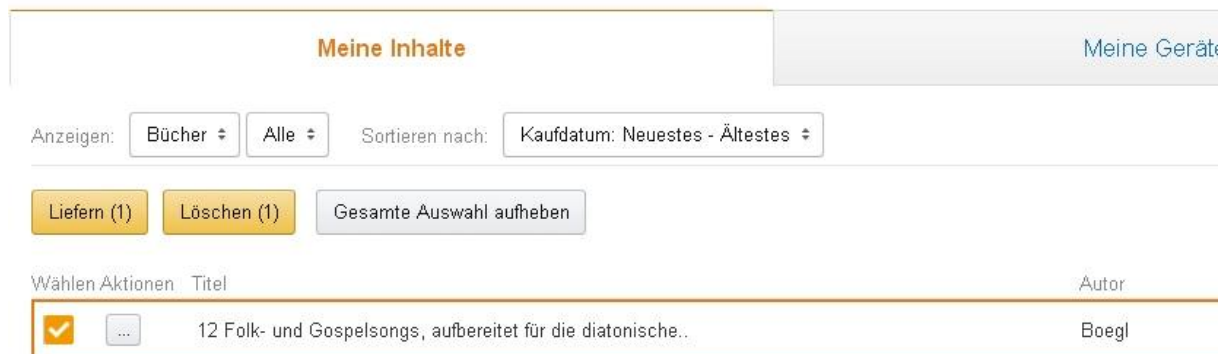 Meine Inhalte
Meine Geräte
Anzeigen: Bücher Alle Sortieren nach: Kaufdatum: Neuestes - Ältestes
Liefern (1) Löschen (1) Gesamte Auswahl aufheben
Wählen Aktionen Titel Autor
... 12 Folk- und Gospelsongs, aufbereitet für die diatonische.. Boegl